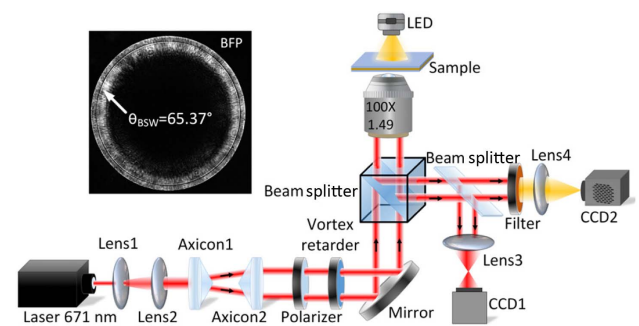 LED
BFP
Sample
θBSW=65.37°
100X
1.49
Beam splitter
Lens4
Beam splitter
Vortex
retarder
Filter
CCD2
Lens1
Axicon1
Lens3
Lens2
Axicon2
Polarizer
Mirror
CCD1
Laser 671 nm